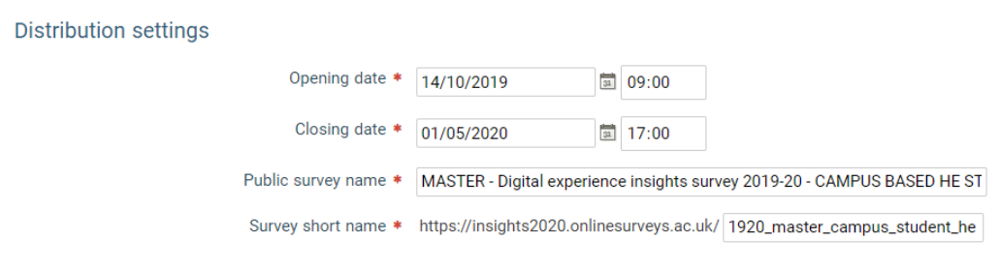 Distribution settings
Opening date * 14/10/2019 31 09:00
Closing date * 01/05/2020 31 17:00
Public survey name * MASTER - Digital experience insights survey 2019-20 - CAMPUS BASED HE ST
Survey short name * https://insights2020.onlinesurveys.ac.uk/ 1920_master_campus_student_he